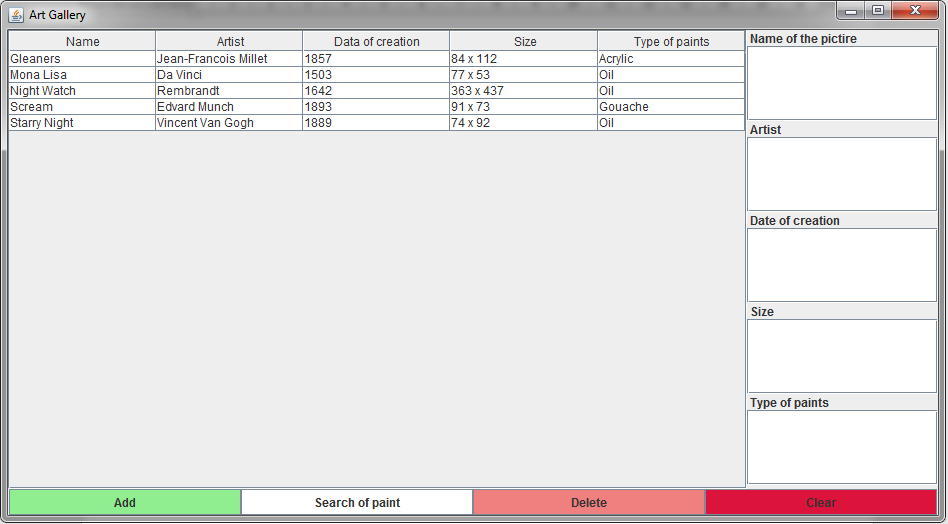 Art Gallery
Name Artist Data of creation Size Type of paints
Gleaners Jean-Francois Millet 1857 84 x 112 Acrylic
Mona Lisa Da Vinci 1503 77 x 53 Oil
Night Watch Rembrandt 1642 363 x 437 Oil
Scream Edvard Munch 1893 91 x 73 Gouache
Starry Night Vincent Van Gogh 1889 74 x 92 Oil
Name of the pictire
Artist
Date of creation
Size
Type of paints
Add Search of paint Delete Clear